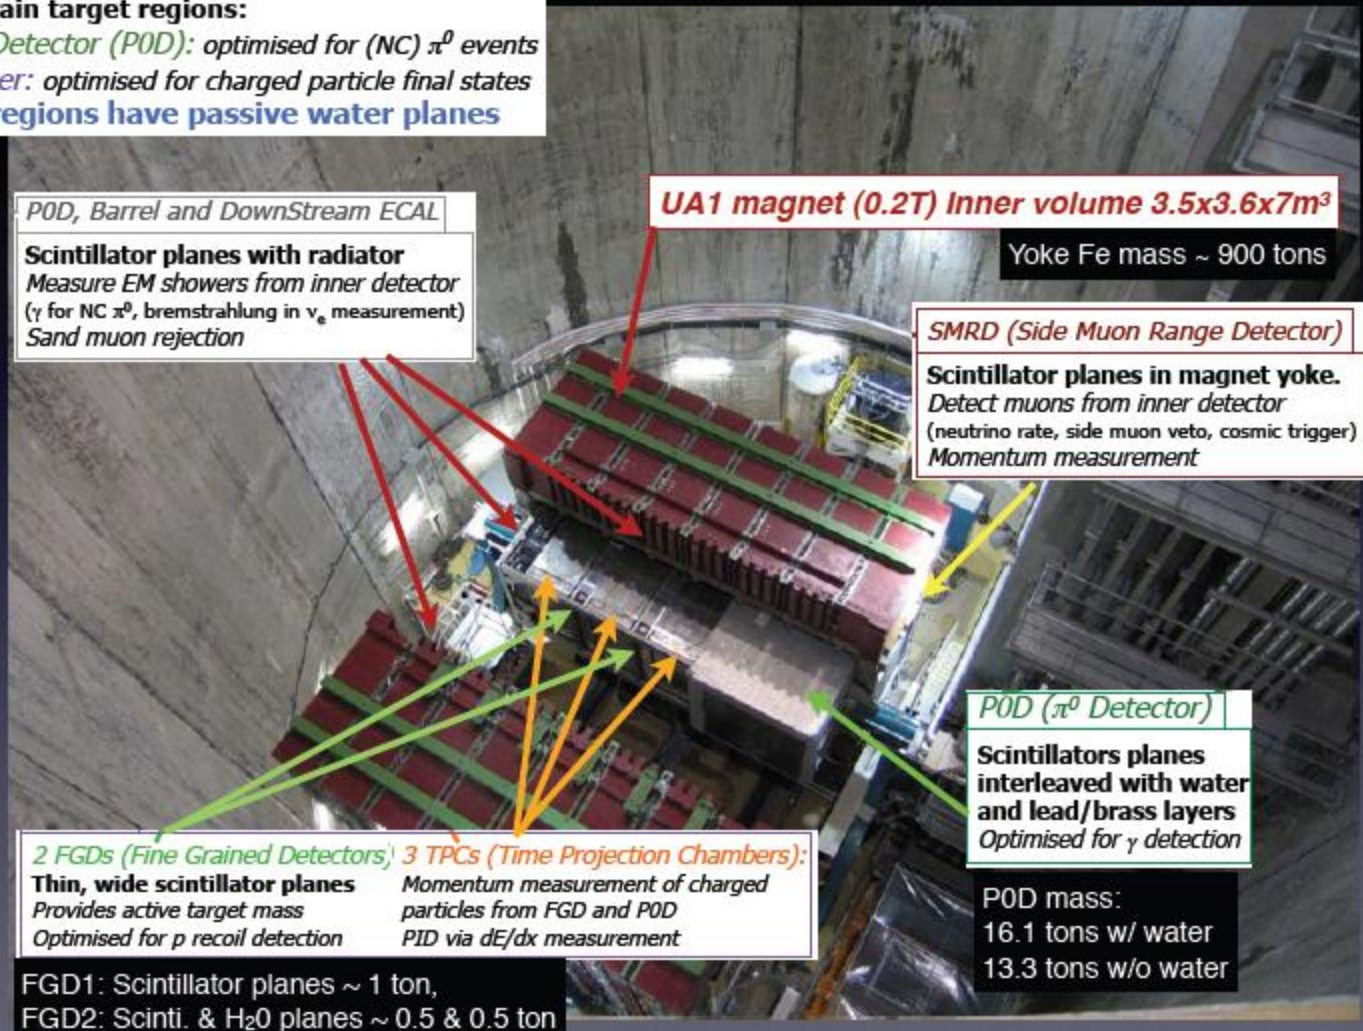 ain target regions:
Detector (P0D): optimised for (NC) π⁰ events
er: optimised for charged particle final states
regions have passive water planes
P0D, Barrel and DownStream ECAL
Scintillator planes with radiator
Measure EM showers from inner detector
(γ for NC π⁰, bremstrahlung in νₑ measurement)
Sand muon rejection
UA1 magnet (0.2T) Inner volume 3.5x3.6x7m³
Yoke Fe mass ~ 900 tons
SMRD (Side Muon Range Detector)
Scintillator planes in magnet yoke.
Detect muons from inner detector
(neutrino rate, side muon veto, cosmic trigger)
Momentum measurement
P0D (π⁰ Detector)
Scintillators planes
interleaved with water
and lead/brass layers
Optimised for γ detection
P0D mass:
16.1 tons w/ water
13.3 tons w/o water
2 FGDs (Fine Grained Detectors)
Thin, wide scintillator planes
Provides active target mass
Optimised for p recoil detection
3 TPCs (Time Projection Chambers):
Momentum measurement of charged
particles from FGD and P0D
PID via dE/dx measurement
FGD1: Scintillator planes ~ 1 ton,
FGD2: Scinti. & H₂0 planes ~ 0.5 & 0.5 ton